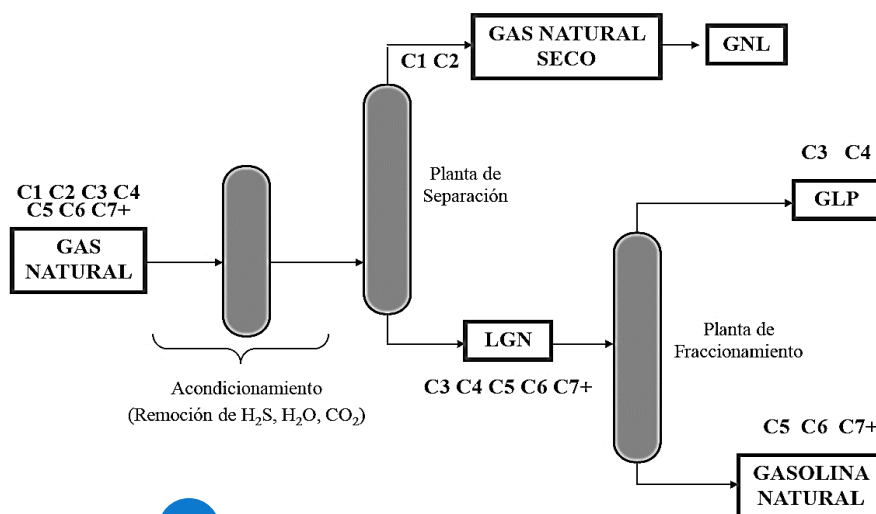 C1 C2
GAS NATURAL
SECO
GNL
Planta de
Separación
C3 C4
GLP
C1 C2 C3 C4
C5 C6 C7+
GAS
NATURAL
LGN
C3 C4 C5 C6 C7+
Planta de
Fraccionamiento
Acondicionamiento
(Remoción de H₂S, H₂O, CO₂)
C5 C6 C7+
GASOLINA
NATURAL